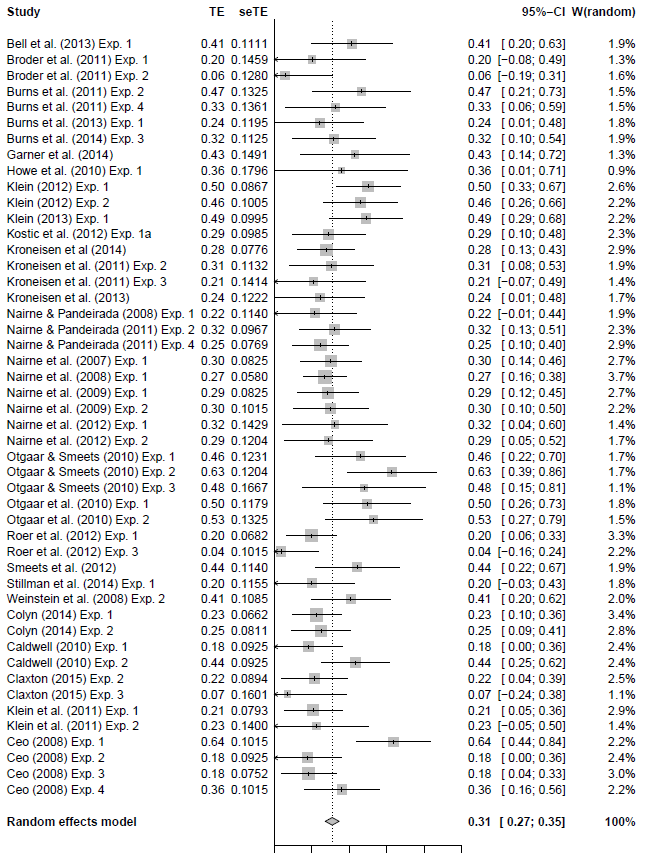 Study TE seTE 95%−CI W(random)
Bell et al. (2013) Exp. 1 0.41 0.1111 0.41 [0.20; 0.63] 1.9%
Broder et al. (2011) Exp. 1 0.20 0.1459 0.20 [−0.08; 0.49] 1.3%
Broder et al. (2011) Exp. 2 0.06 0.1280 0.06 [−0.19; 0.31] 1.6%
Burns et al. (2011) Exp. 2 0.47 0.1325 0.47 [0.21; 0.73] 1.5%
Burns et al. (2011) Exp. 4 0.33 0.1361 0.33 [0.06; 0.59] 1.5%
Burns et al. (2013) Exp. 1 0.24 0.1195 0.24 [0.01; 0.48] 1.7%
Burns et al. (2014) Exp. 3 0.32 0.1125 0.32 [0.10; 0.54] 1.9%
Garner et al. (2014) 0.43 0.1491 0.43 [0.14; 0.72] 1.3%
Howe et al. (2010) Exp. 1 0.36 0.1796 0.36 [0.01; 0.71] 0.9%
Klein (2012) Exp. 1 0.50 0.0867 0.50 [0.33; 0.67] 2.6%
Klein (2012) Exp. 2 0.46 0.1005 0.46 [0.26; 0.66] 2.2%
Klein (2013) Exp. 1 0.49 0.0995 0.49 [0.29; 0.68] 2.2%
Kostic et al. (2012) Exp. 1a 0.29 0.0985 0.29 [0.10; 0.48] 2.2%
Kroneisen et al (2014) 0.28 0.0776 0.28 [0.13; 0.43] 2.9%
Kroneisen et al. (2011) Exp. 2 0.31 0.1132 0.31 [0.08; 0.53] 1.9%
Kroneisen et al. (2011) Exp. 3 0.21 0.1414 0.21 [−0.07; 0.49] 1.4%
Kroneisen et al. (2013) 0.24 0.1222 0.24 [0.01; 0.48] 1.7%
Nairne & Pandeirada (2008) Exp. 1 0.22 0.1140 0.22 [−0.01; 0.44] 1.9%
Nairne & Pandeirada (2011) Exp. 2 0.32 0.0967 0.32 [0.13; 0.51] 2.3%
Nairne & Pandeirada (2011) Exp. 4 0.25 0.0769 0.25 [0.10; 0.40] 2.9%
Nairne et al. (2007) Exp. 1 0.30 0.0825 0.30 [0.14; 0.46] 2.7%
Nairne et al. (2008) Exp. 1 0.27 0.0580 0.27 [0.16; 0.38] 3.7%
Nairne et al. (2009) Exp. 1 0.29 0.0825 0.29 [0.12; 0.45] 2.7%
Nairne et al. (2009) Exp. 2 0.30 0.1015 0.30 [0.10; 0.50] 2.2%
Nairne et al. (2012) Exp. 1 0.32 0.1429 0.32 [0.04; 0.60] 1.4%
Nairne et al. (2012) Exp. 2 0.29 0.1204 0.29 [0.05; 0.52] 1.7%
Otgaar & Smeets (2010) Exp. 1 0.46 0.1231 0.46 [0.22; 0.70] 1.7%
Otgaar & Smeets (2010) Exp. 2 0.63 0.1204 0.63 [0.39; 0.86] 1.7%
Otgaar & Smeets (2010) Exp. 3 0.48 0.1667 0.48 [0.15; 0.81] 1.1%
Otgaar et al. (2010) Exp. 1 0.50 0.1179 0.50 [0.26; 0.73] 1.8%
Otgaar et al. (2010) Exp. 2 0.53 0.1325 0.53 [0.27; 0.79] 1.5%
Roer et al. (2012) Exp. 1 0.20 0.0682 0.20 [0.06; 0.33] 3.3%
Roer et al. (2012) Exp. 3 0.04 0.1015 0.04 [−0.16; 0.24] 2.2%
Smeets et al. (2012) 0.44 0.1140 0.44 [0.22; 0.67] 1.9%
Stillman et al. (2014) Exp. 1 0.20 0.1155 0.20 [−0.03; 0.43] 1.8%
Weinstein et al. (2008) Exp. 2 0.41 0.1085 0.41 [0.20; 0.62] 2.0%
Colyn (2014) Exp. 1 0.23 0.0662 0.23 [0.10; 0.36] 3.4%
Colyn (2014) Exp. 2 0.25 0.0811 0.25 [0.09; 0.41] 2.8%
Caldwell (2010) Exp. 1 0.18 0.0925 0.18 [0.00; 0.36] 2.4%
Caldwell (2010) Exp. 2 0.44 0.0925 0.44 [0.25; 0.62] 2.4%
Claxton (2015) Exp. 2 0.22 0.0894 0.22 [0.04; 0.39] 2.5%
Claxton (2015) Exp. 3 0.07 0.1601 0.07 [−0.24; 0.38] 1.1%
Klein et al. (2011) Exp. 1 0.21 0.0793 0.21 [0.05; 0.36] 2.9%
Klein et al. (2011) Exp. 2 0.23 0.1400 0.23 [−0.05; 0.50] 1.4%
Ceo (2008) Exp. 1 0.64 0.1015 0.64 [0.44; 0.84] 2.2%
Ceo (2008) Exp. 2 0.18 0.0925 0.18 [0.00; 0.36] 2.4%
Ceo (2008) Exp. 3 0.18 0.0752 0.18 [0.04; 0.33] 3.0%
Ceo (2008) Exp. 4 0.36 0.1015 0.36 [0.16; 0.56] 2.2%
Random effects model 0.31 [0.27; 0.35] 100%